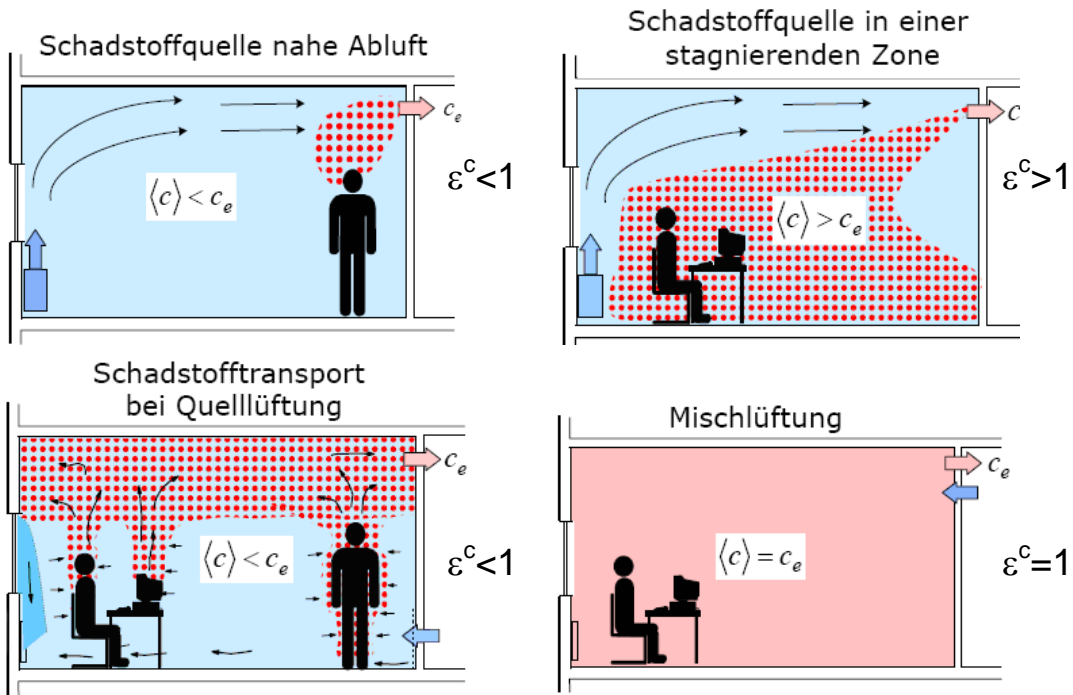 Schadstoffquelle nahe Abluft
c_e
⟨c⟩ < c_e
ε^c<1
Schadstoffquelle in einer
stagnierenden Zone
c
⟨c⟩ > c_e
ε^c>1
Schadstofftransport
bei Quelllüftung
c_e
⟨c⟩ < c_e
ε^c<1
Mischlüftung
c_e
⟨c⟩ = c_e
ε^c=1